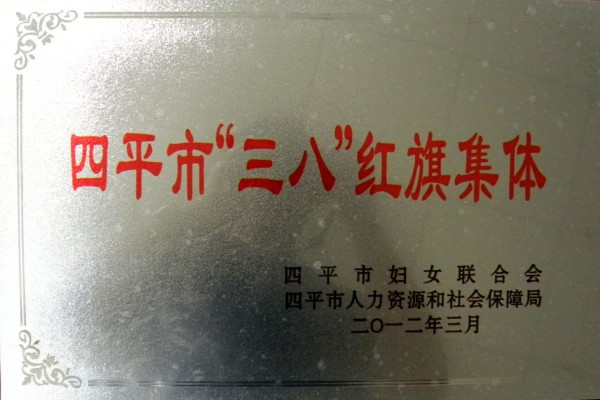 四平市“三八”红旗集体
四平市妇女联合会
四平市人力资源和社会保障局
二〇一二年三月